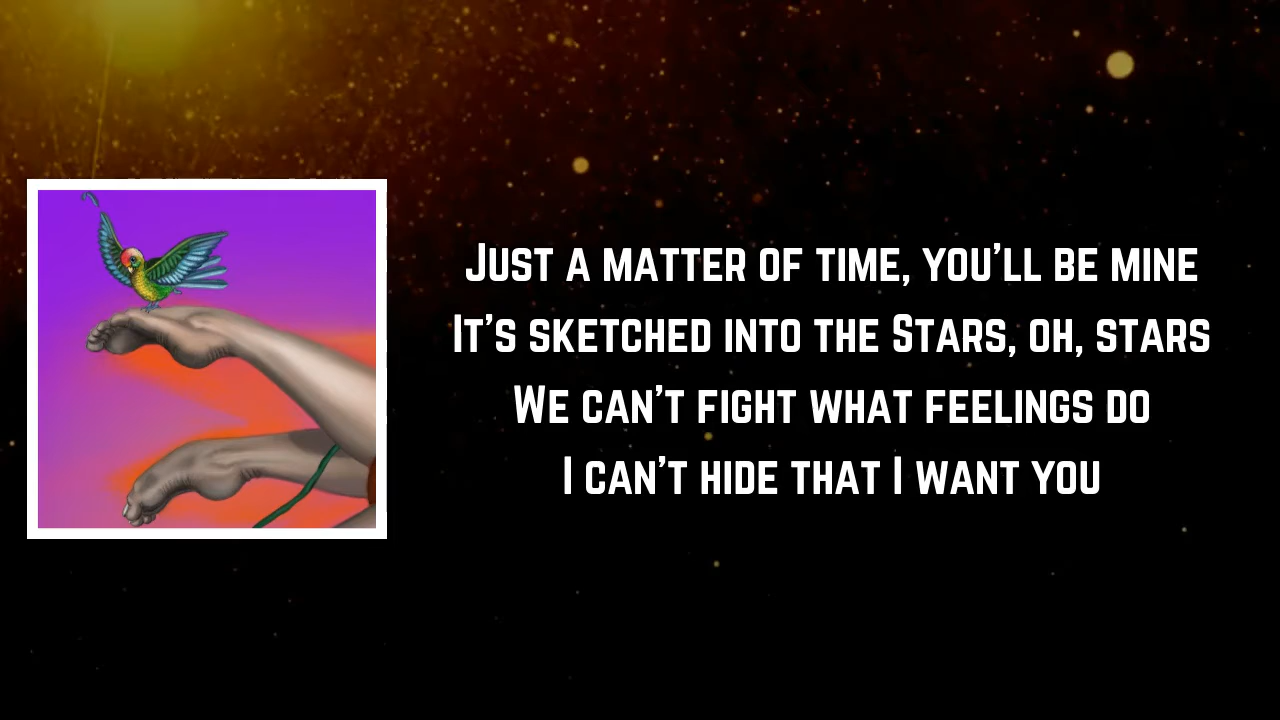 Just a matter of time, you'll be mine
It's sketched into the Stars, oh, stars
We can't fight what feelings do
I can't hide that I want you